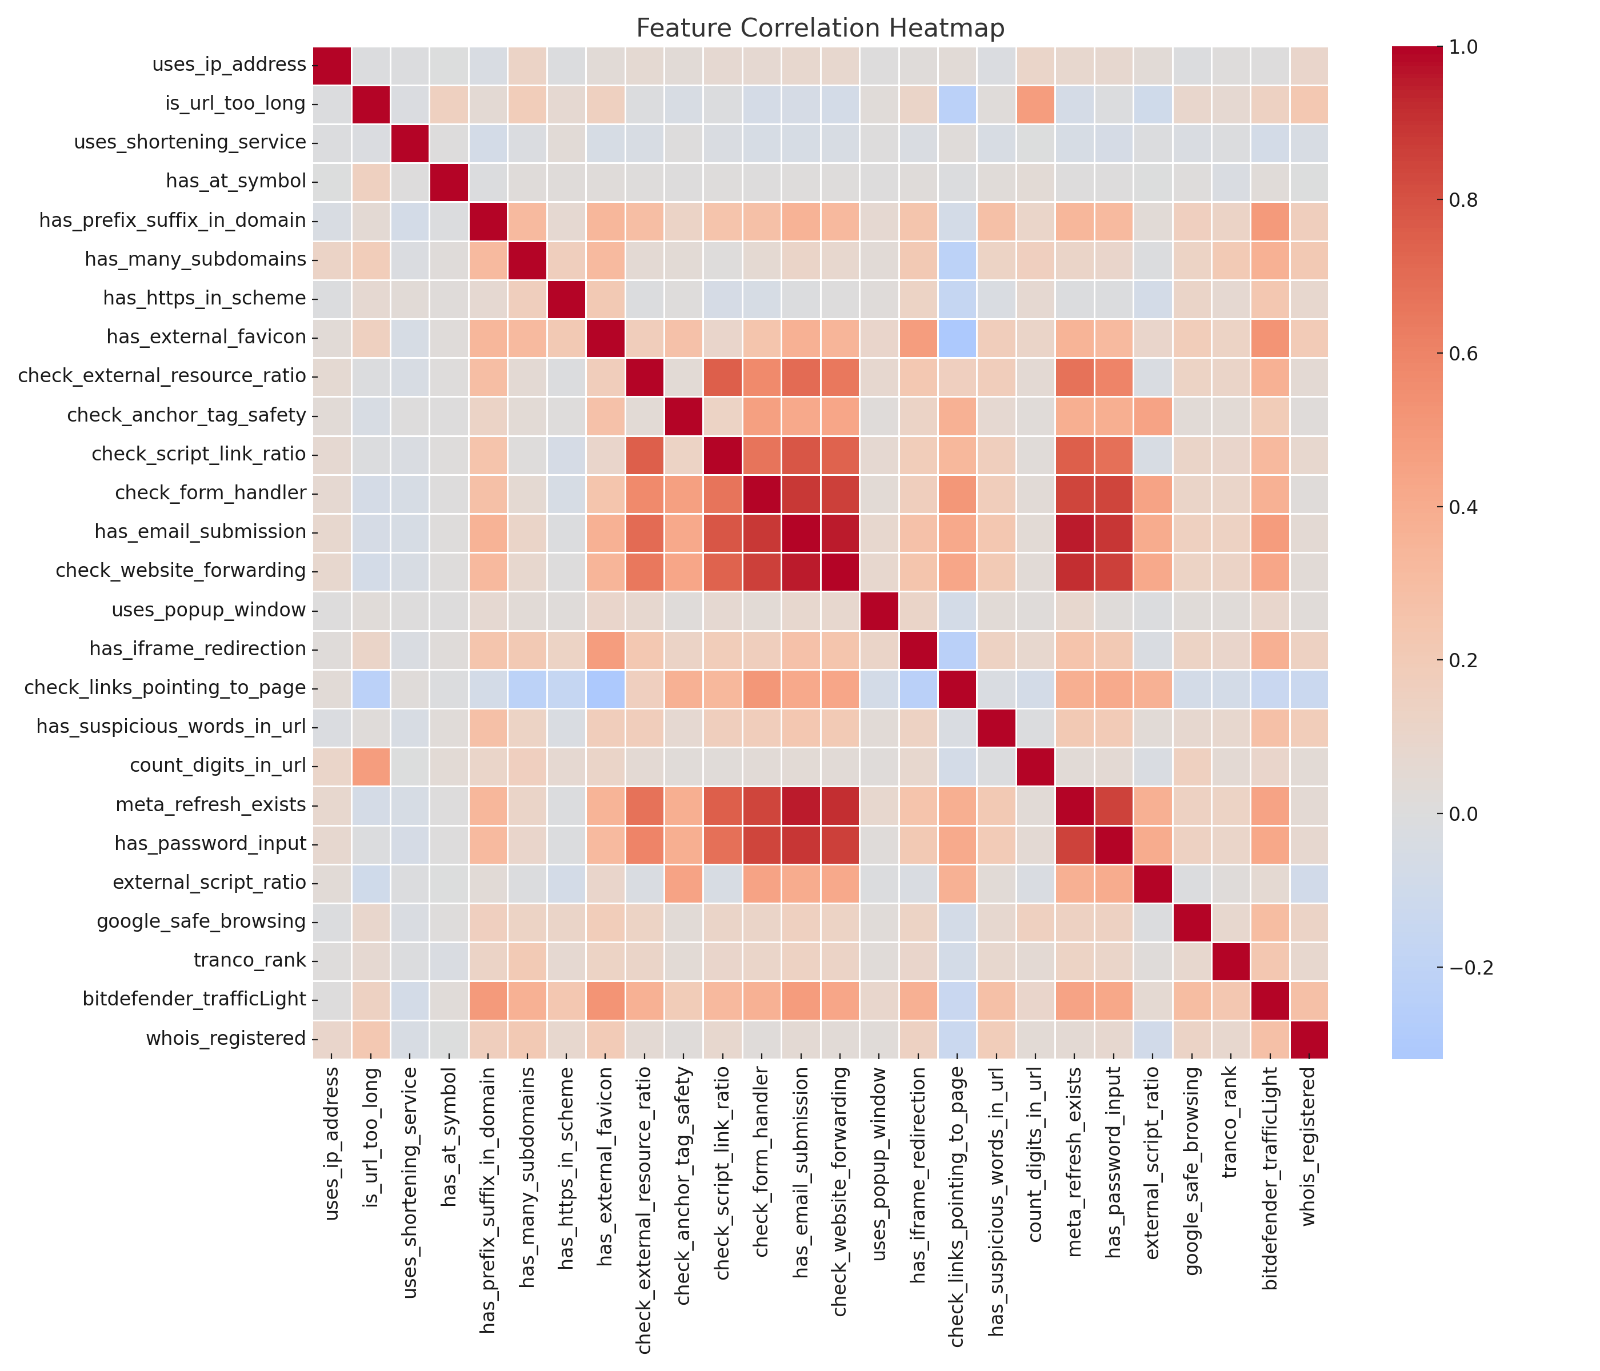 Feature Correlation Heatmap
uses_ip_address
is_url_too_long
uses_shortening_service
has_at_symbol
has_prefix_suffix_in_domain
has_many_subdomains
has_https_in_scheme
has_external_favicon
check_external_resource_ratio
check_anchor_tag_safety
check_script_link_ratio
check_form_handler
has_email_submission
check_website_forwarding
uses_popup_window
has_iframe_redirection
check_links_pointing_to_page
has_suspicious_words_in_url
count_digits_in_url
meta_refresh_exists
has_password_input
external_script_ratio
google_safe_browsing
tranco_rank
bitdefender_trafficLight
whois_registered
uses_ip_address
is_url_too_long
uses_shortening_service
has_at_symbol
has_prefix_suffix_in_domain
has_many_subdomains
has_https_in_scheme
has_external_favicon
check_external_resource_ratio
check_anchor_tag_safety
check_script_link_ratio
check_form_handler
has_email_submission
check_website_forwarding
uses_popup_window
has_iframe_redirection
check_links_pointing_to_page
has_suspicious_words_in_url
count_digits_in_url
meta_refresh_exists
has_password_input
external_script_ratio
google_safe_browsing
tranco_rank
bitdefender_trafficLight
whois_registered
1.0
0.8
0.6
0.4
0.2
0.0
−0.2